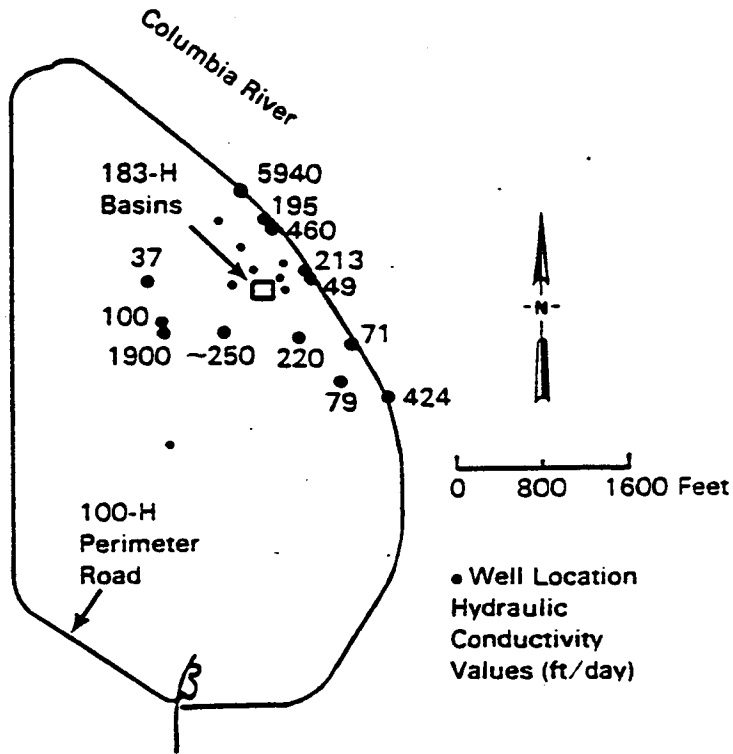 Columbia River
183-H
Basins
5940
195
460
213
49
37
100
1900
~250
220
71
79
424
-N-
0 800 1600 Feet
100-H
Perimeter
Road
• Well Location
Hydraulic
Conductivity
Values (ft/day)